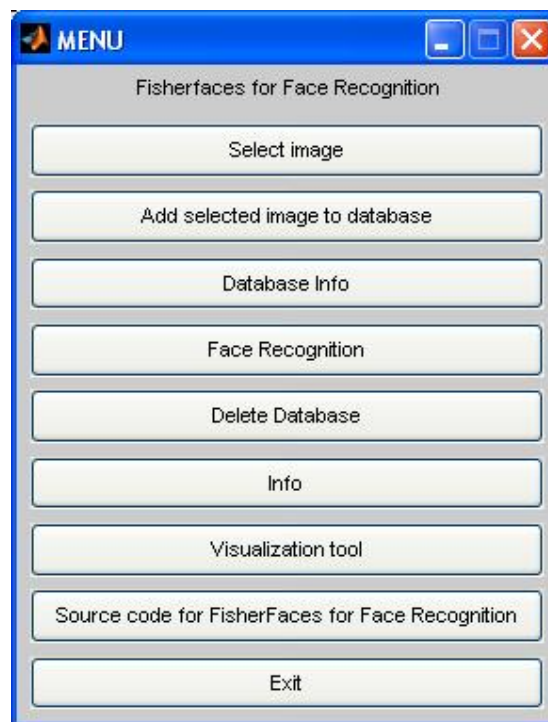 MENU
Fisherfaces for Face Recognition
Select image
Add selected image to database
Database Info
Face Recognition
Delete Database
Info
Visualization tool
Source code for FisherFaces for Face Recognition
Exit